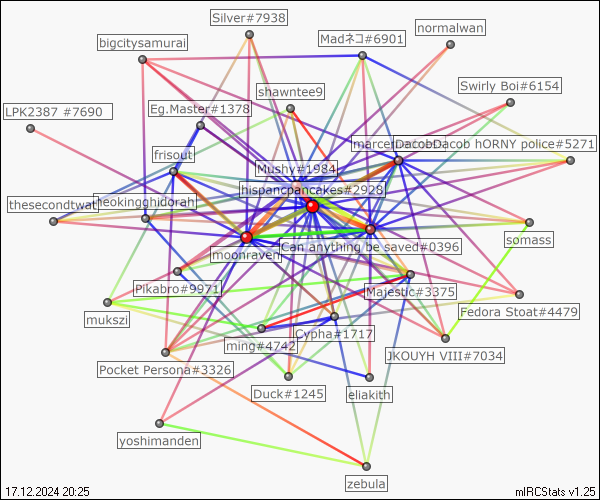 Silver#7938
normalwan
Madネコ#6901
bigcitysamurai
Swirly Boi#6154
shawntee9
LPK2387 #7690
Eg.Master#1378
DacobDacob hORNY police#5271
frisout
Mushy#1984
lhispancpancakes#2928
thesecondtwat
heokingghidorah
somass
Can anything be saved#0396
moonraven
Pikabro#9971
Majestic#3375
mukszi
Fedora Stoat#4479
Cypha#1717
ming#4742
JKOUYH VIII#7034
Pocket Persona#3326
Duck#1245
eliakith
yoshimanden
zebula
17.12.2024 20:25
mIRCStats v1.25